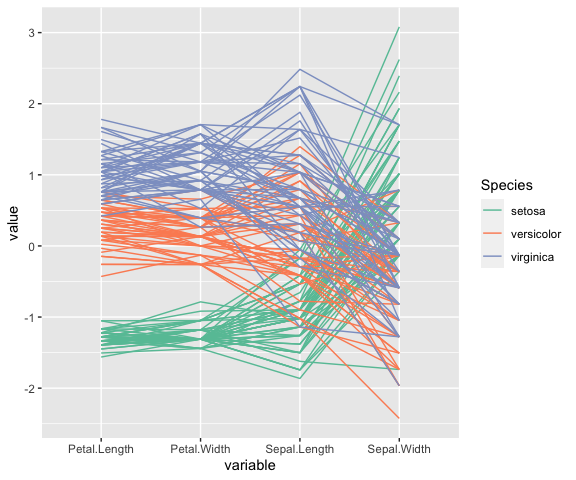 3
2
1
0
-1
-2
value
Petal.Length Petal.Width Sepal.Length Sepal.Width
variable
Species
setosa
versicolor
virginica